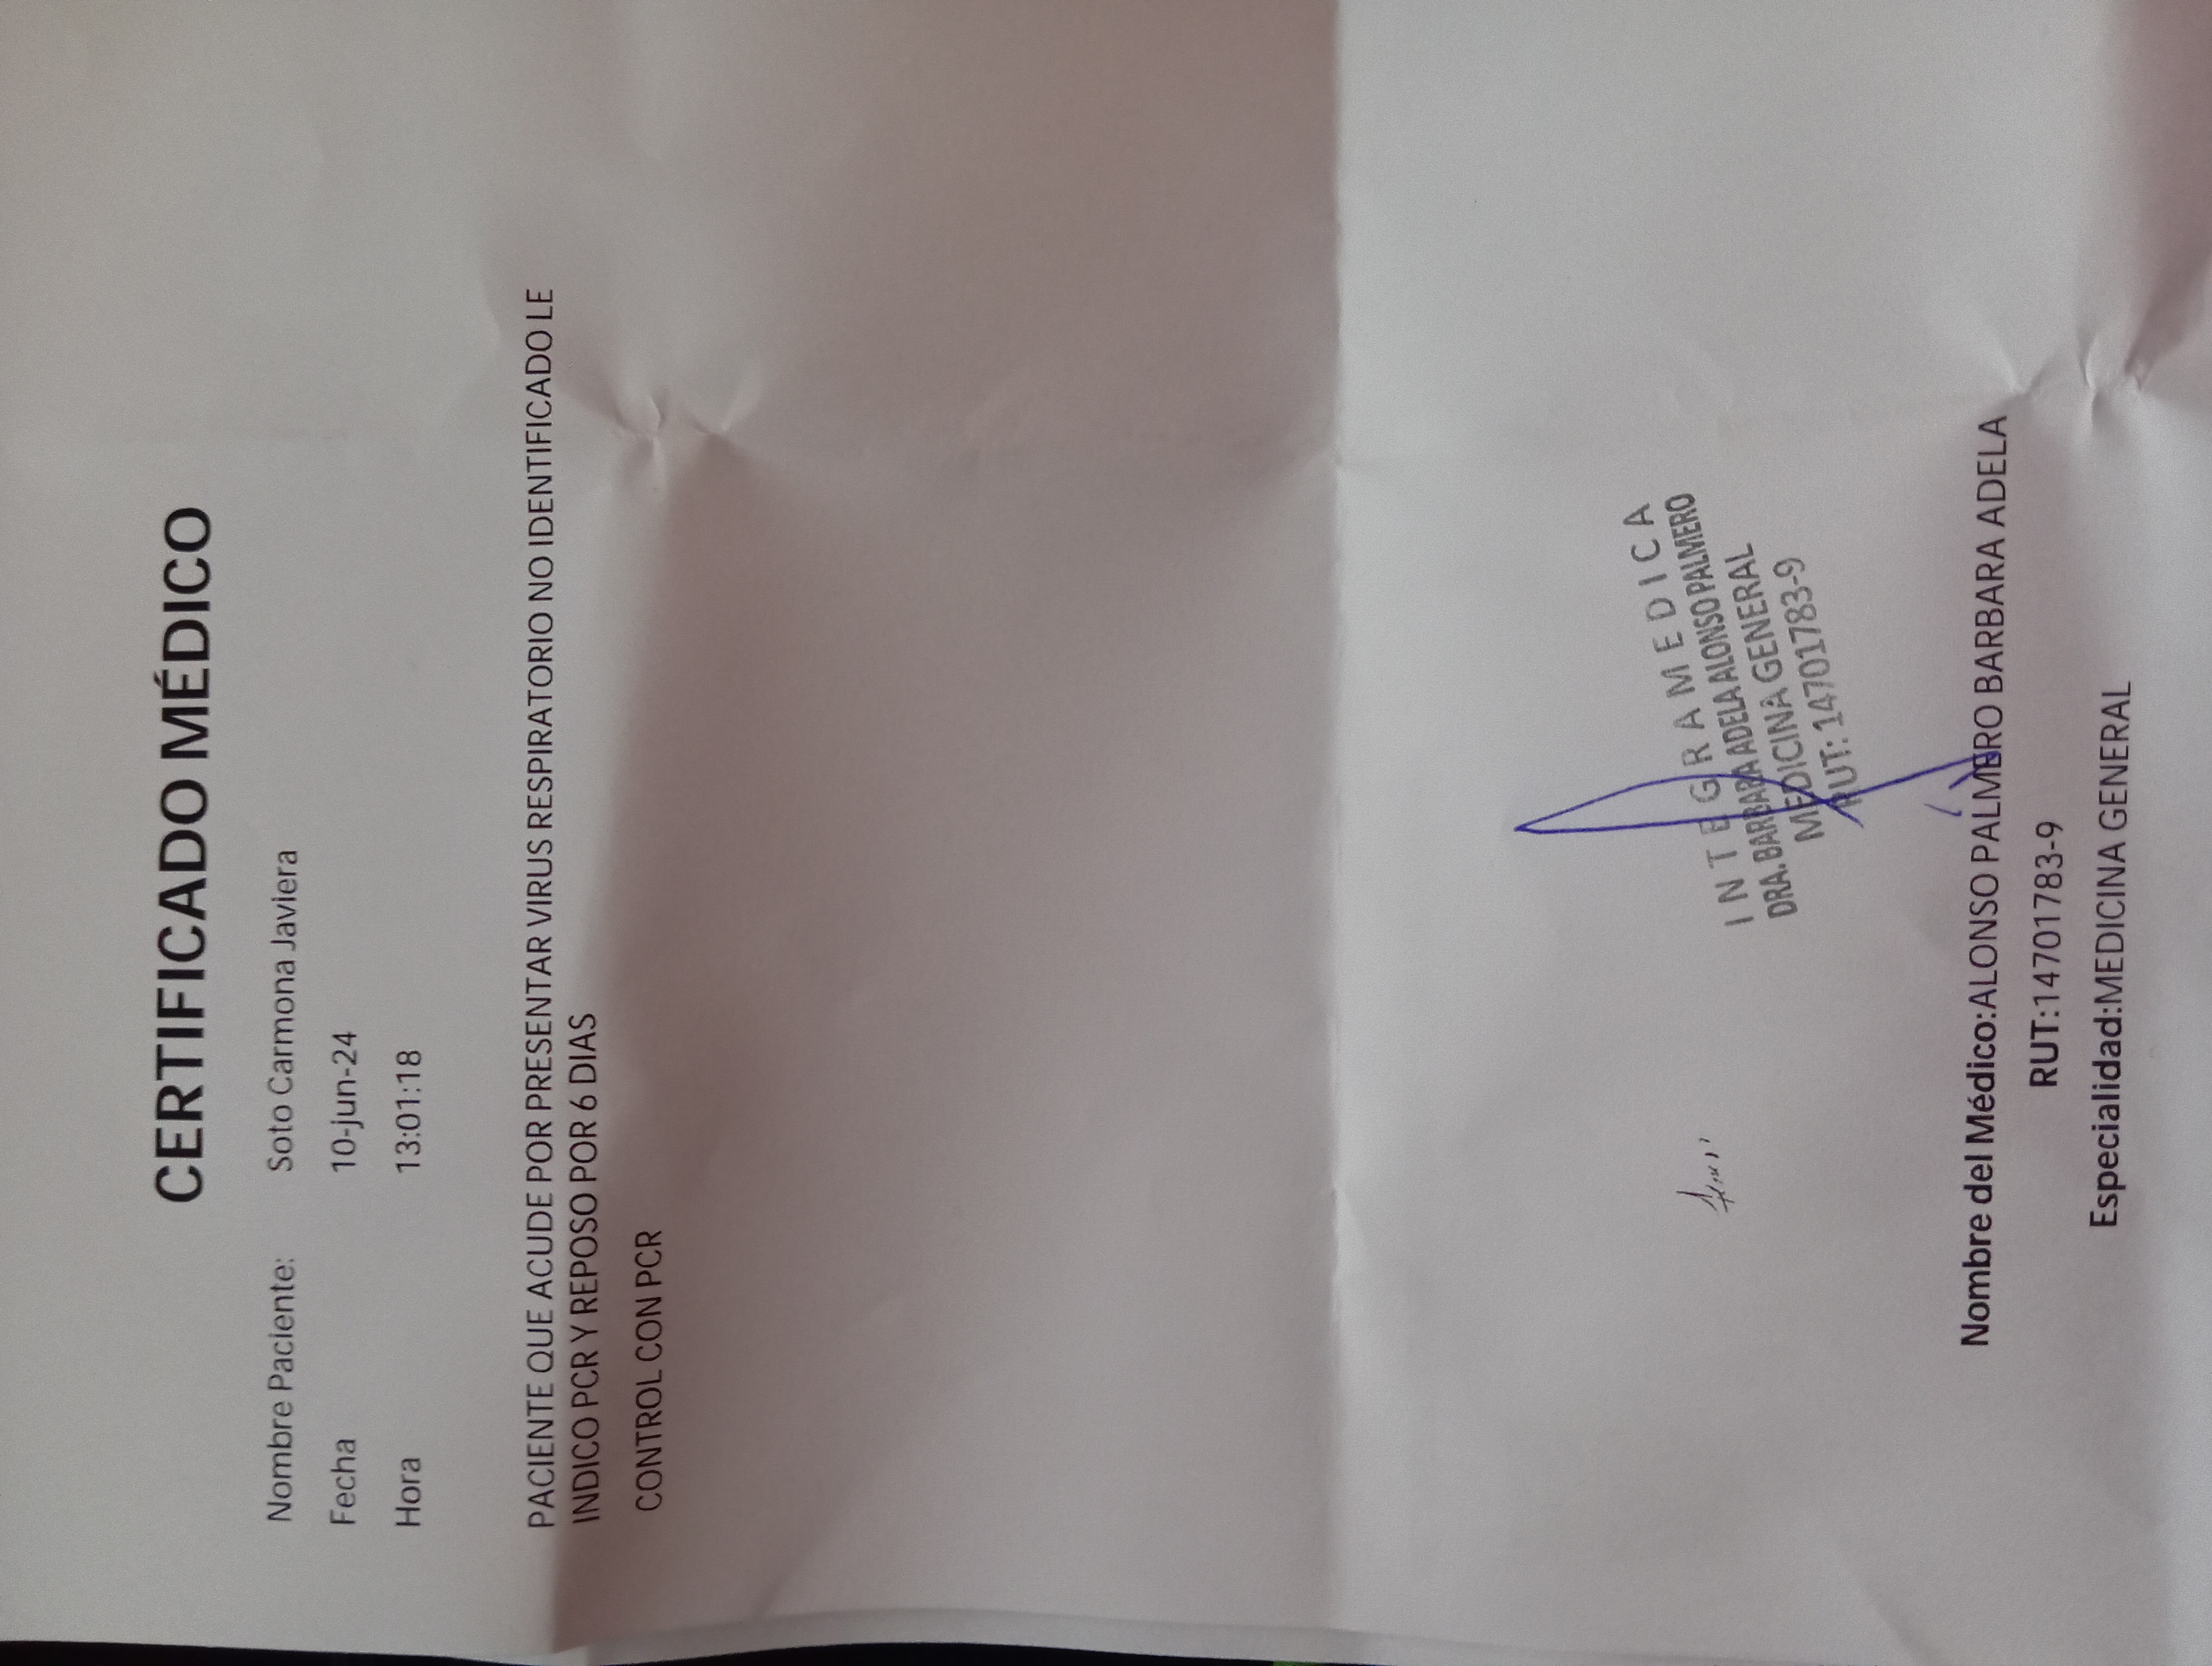 CERTIFICADO MÉDICO
Nombre Paciente: Soto Carmona Javiera
Fecha 10-jun-24
Hora 13:01:18
PACIENTE QUE ACUDE POR PRESENTAR VIRUS RESPIRATORIO NO IDENTIFICADO LE
INDICO PCR Y REPOSO POR 6 DIAS
CONTROL CON PCR
INTEGRAMEDICA
DRA. BARBARA ADELA ALONSO PALMERO
MEDICINA GENERAL
RUT: 14701783-9
Nombre del Médico:ALONSO PALMERO BARBARA ADELA
RUT:14701783-9
Especialidad:MEDICINA GENERAL